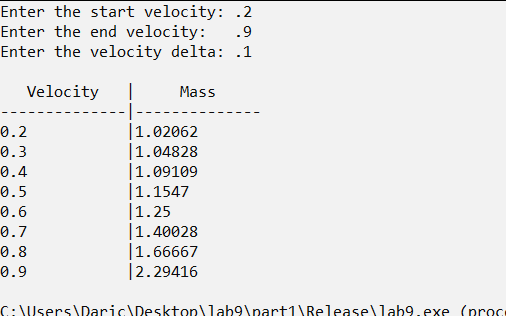 Enter the start velocity: .2
Enter the end velocity:   .9
Enter the velocity delta: .1
   Velocity   |     Mass
--------------|--------------
0.2           |1.02062
0.3           |1.04828
0.4           |1.09109
0.5           |1.1547
0.6           |1.25
0.7           |1.40028
0.8           |1.66667
0.9           |2.29416
C:\Users\Daric\Desktop\lab9\part1\Release\lab9.exe (proc